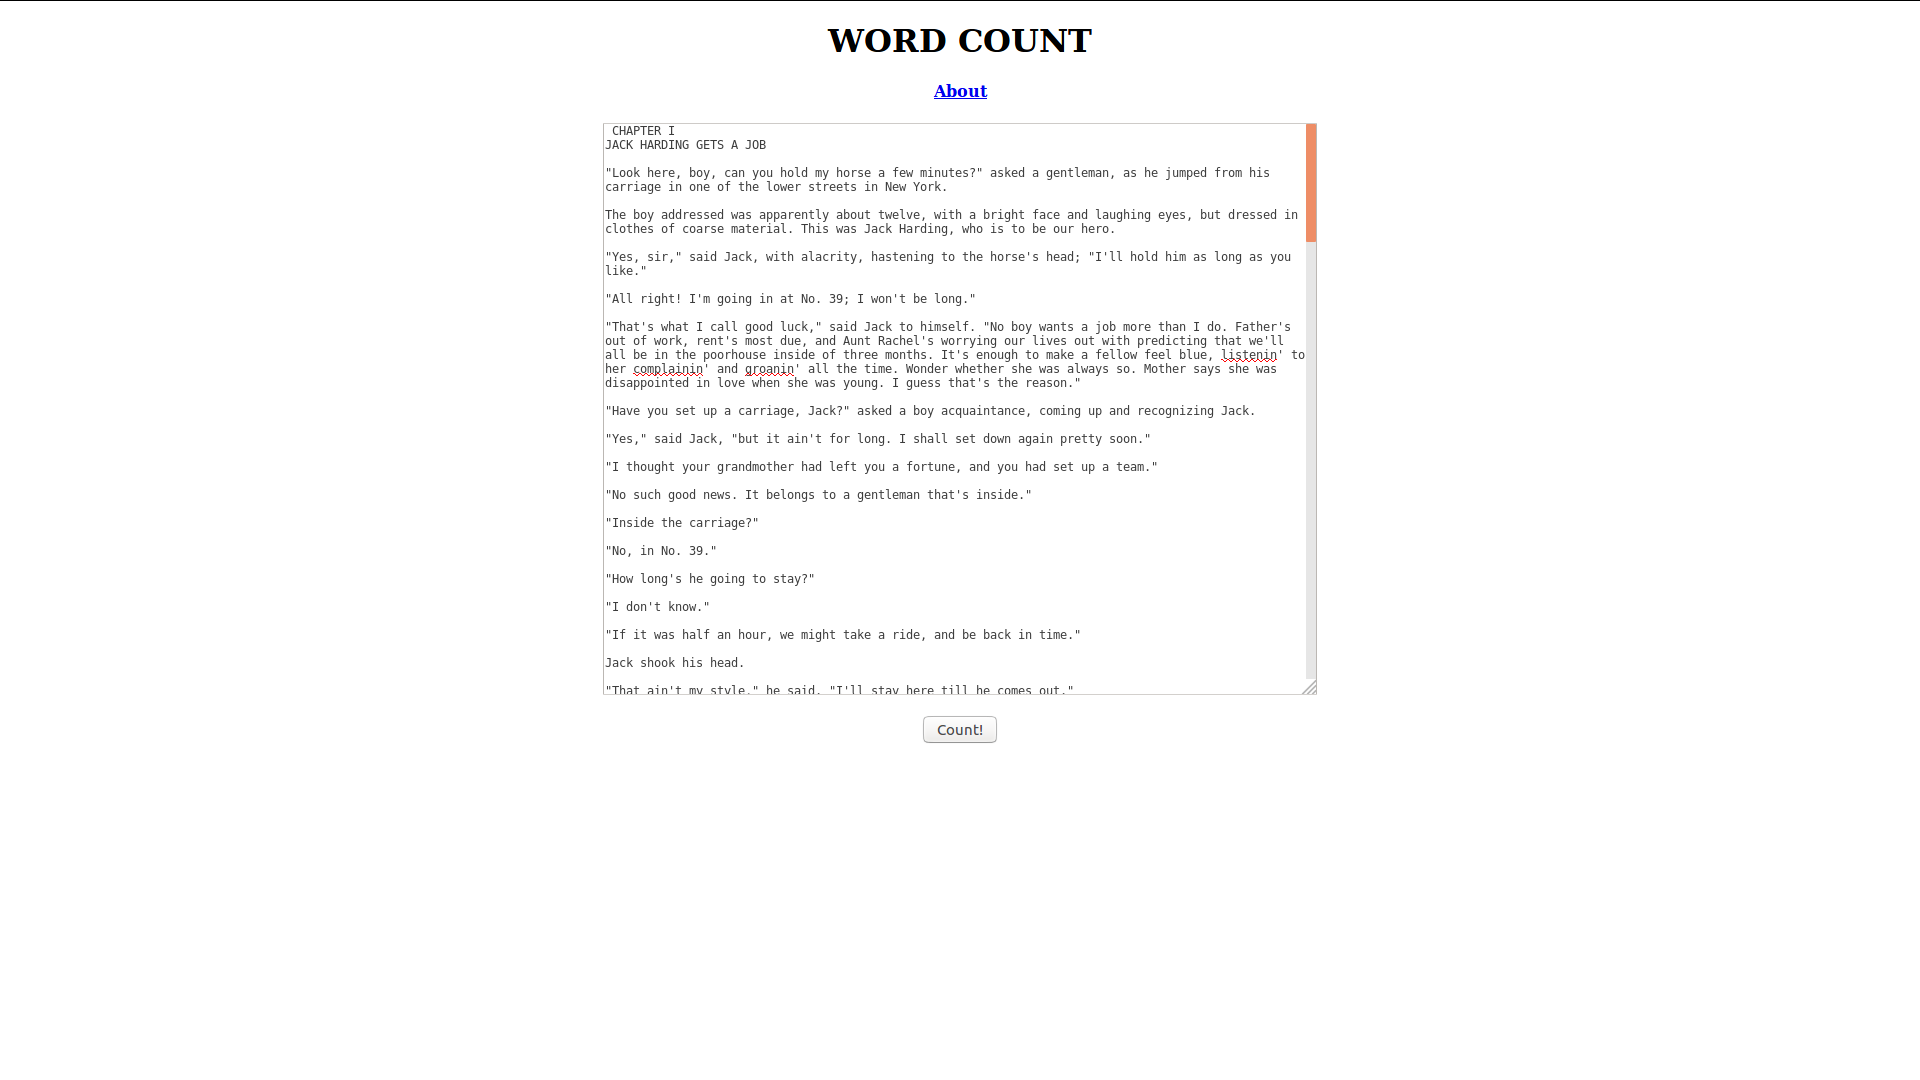 WORD COUNT
About
CHAPTER I
JACK HARDING GETS A JOB
"Look here, boy, can you hold my horse a few minutes?" asked a gentleman, as he jumped from his
carriage in one of the lower streets in New York.
The boy addressed was apparently about twelve, with a bright face and laughing eyes, but dressed in
clothes of coarse material. This was Jack Harding, who is to be our hero.
"Yes, sir," said Jack, with alacrity, hastening to the horse's head; "I'll hold him as long as you
like."
"All right! I'm going in at No. 39; I won't be long."
"That's what I call good luck," said Jack to himself. "No boy wants a job more than I do. Father's
out of work, rent's most due, and Aunt Rachel's worrying our lives out with predicting that we'll
all be in the poorhouse inside of three months. It's enough to make a fellow feel blue, listenin' to
her complainin' and groanin' all the time. Wonder whether she was always so. Mother says she was
disappointed in love when she was young. I guess that's the reason."
"Have you set up a carriage, Jack?" asked a boy acquaintance, coming up and recognizing Jack.
"Yes," said Jack, "but it ain't for long. I shall set down again pretty soon."
"I thought your grandmother had left you a fortune, and you had set up a team."
"No such good news. It belongs to a gentleman that's inside."
"Inside the carriage?"
"No, in No. 39."
"How long's he going to stay?"
"I don't know."
"If it was half an hour, we might take a ride, and be back in time."
Jack shook his head.
"That ain't my style," he said. "I'll stay here till he comes out."
Count!